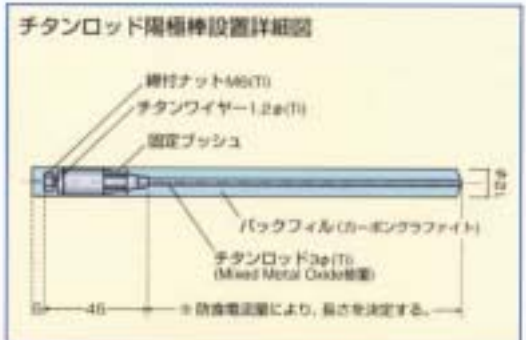 チタンロッド陽極棒設置詳細図
締付ナットM6(Ti)
チタンワイヤー1.2φ(Ti)
固定ブッシュ
φ21
バックフィル(カーボングラファイト)
チタンロッド3φ(Ti)
(Mixed Metal Oxide被覆)
46
※防食電流量により、長さを決定する。